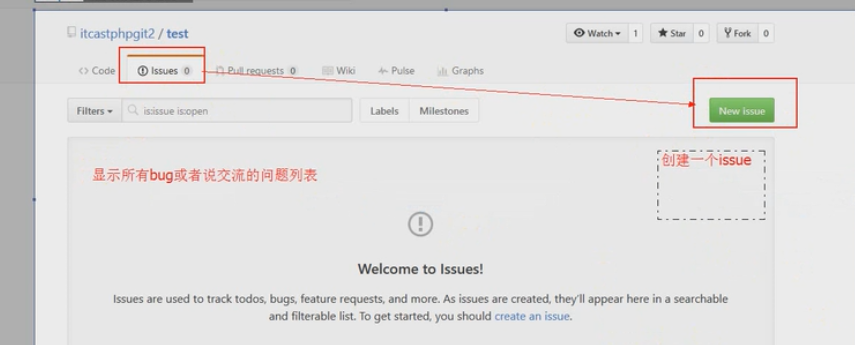 itcastphpgit2 / test
Watch 1 Star 0 Fork 0
Code Issues 0 Pull requests 0 Wiki Pulse Graphs
Filters is:issue is:open Labels Milestones New issue
显示所有bug或者说交流的问题列表
创建一个issue
Welcome to Issues!
Issues are used to track todos, bugs, feature requests, and more. As issues are created, they'll appear here in a searchable
and filterable list. To get started, you should create an issue.